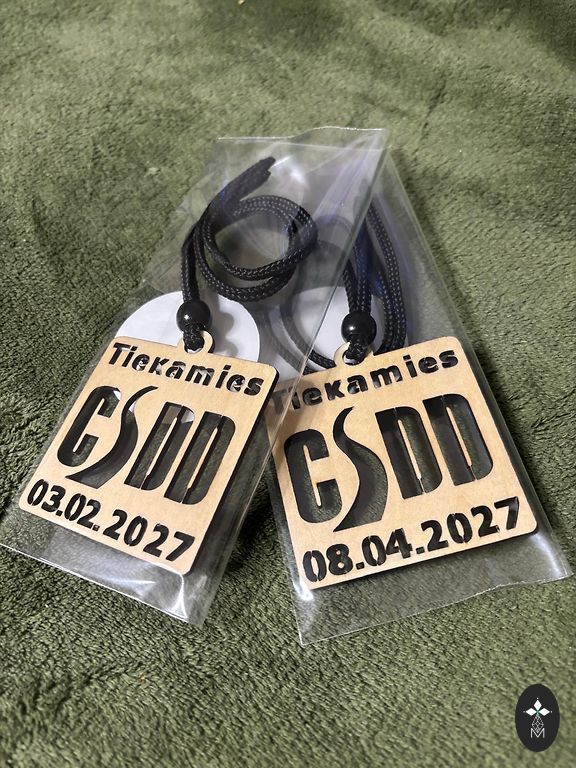 Tiekamies
CSDD
03.02.2027
Tiekamies
CSDD
08.04.2027
M